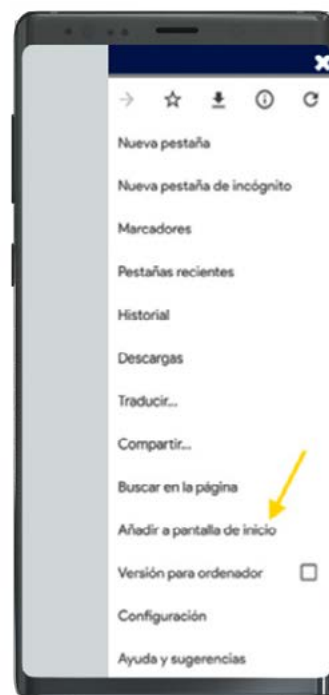 Nueva pestaña
Nueva pestaña de incógnito
Marcadores
Pestañas recientes
Historial
Descargas
Traducir...
Compartir...
Buscar en la página
Añadir a pantalla de inicio
Versión para ordenador
Configuración
Ayuda y sugerencias